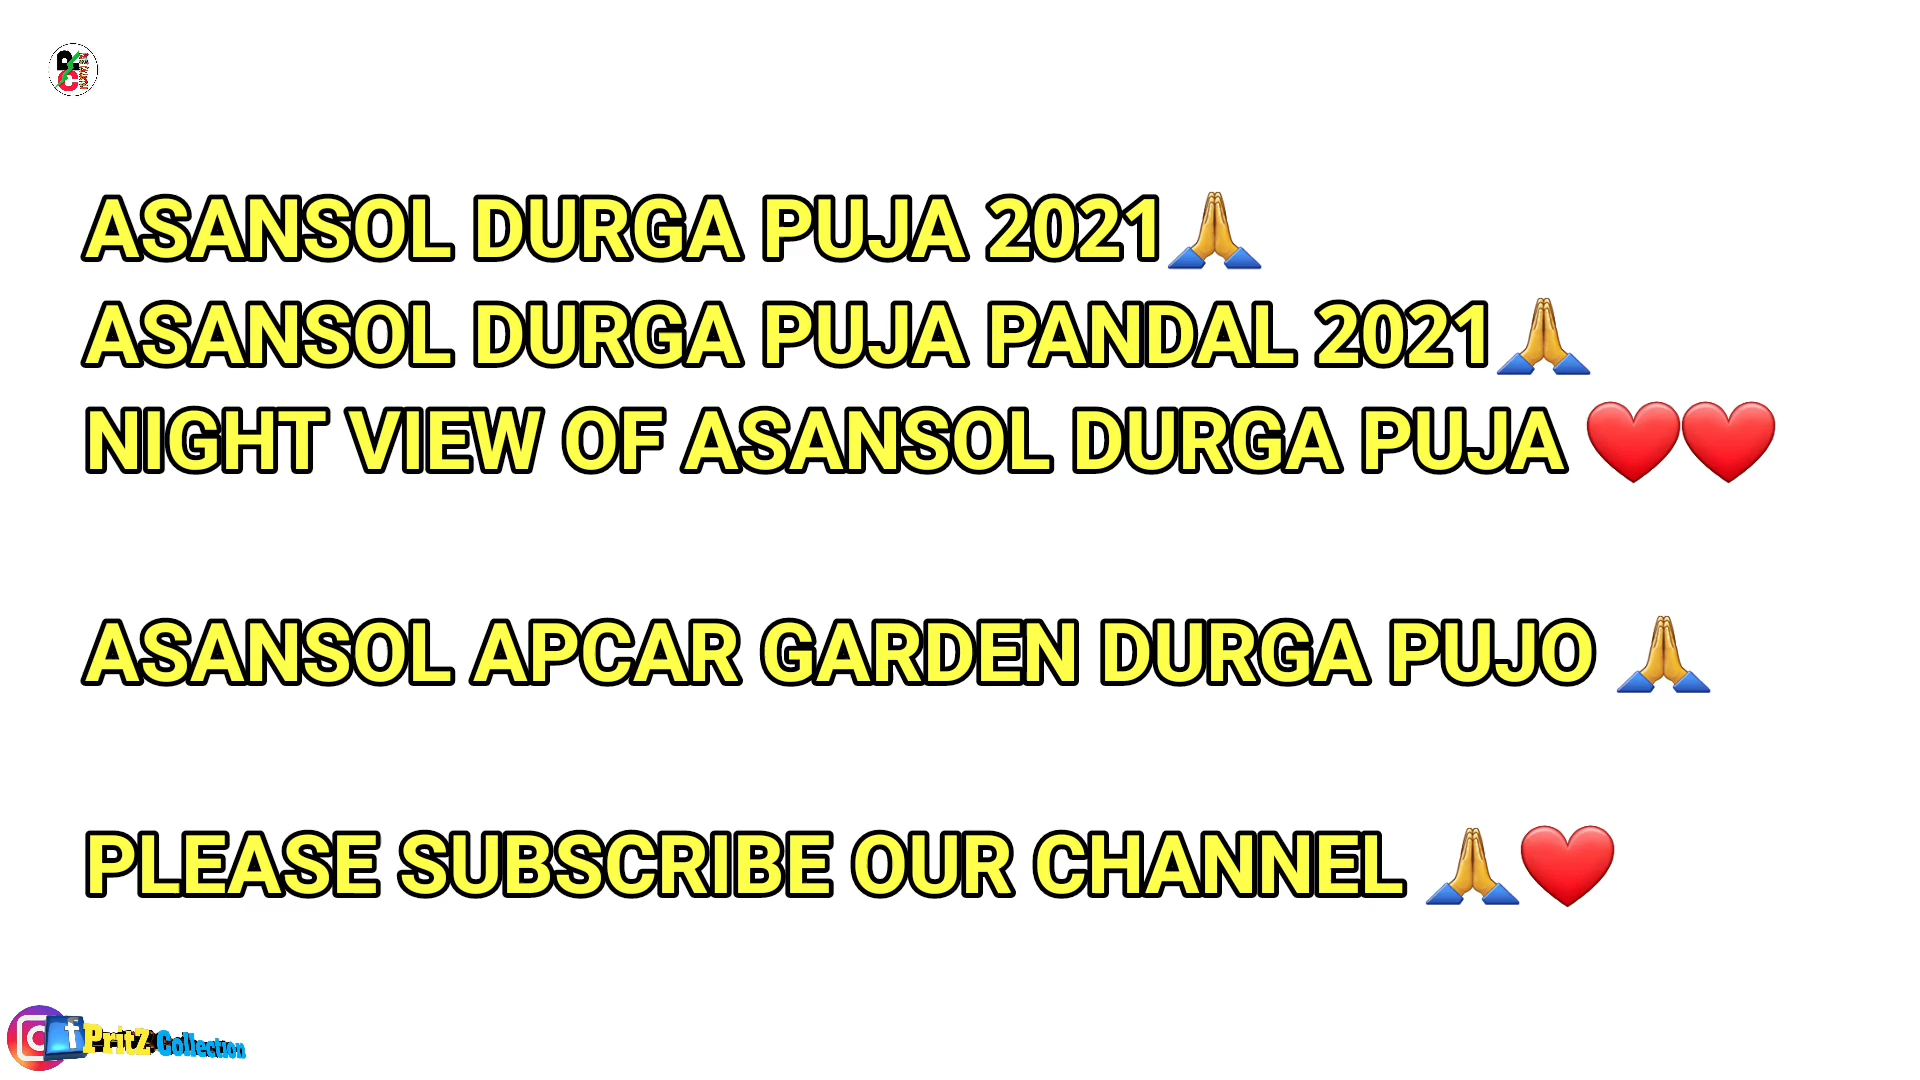 ASANSOL DURGA PUJA 2021🙏
ASANSOL DURGA PUJA PANDAL 2021🙏
NIGHT VIEW OF ASANSOL DURGA PUJA ❤️❤️
ASANSOL APCAR GARDEN DURGA PUJO 🙏
PLEASE SUBSCRIBE OUR CHANNEL 🙏❤️
PritZ Collection